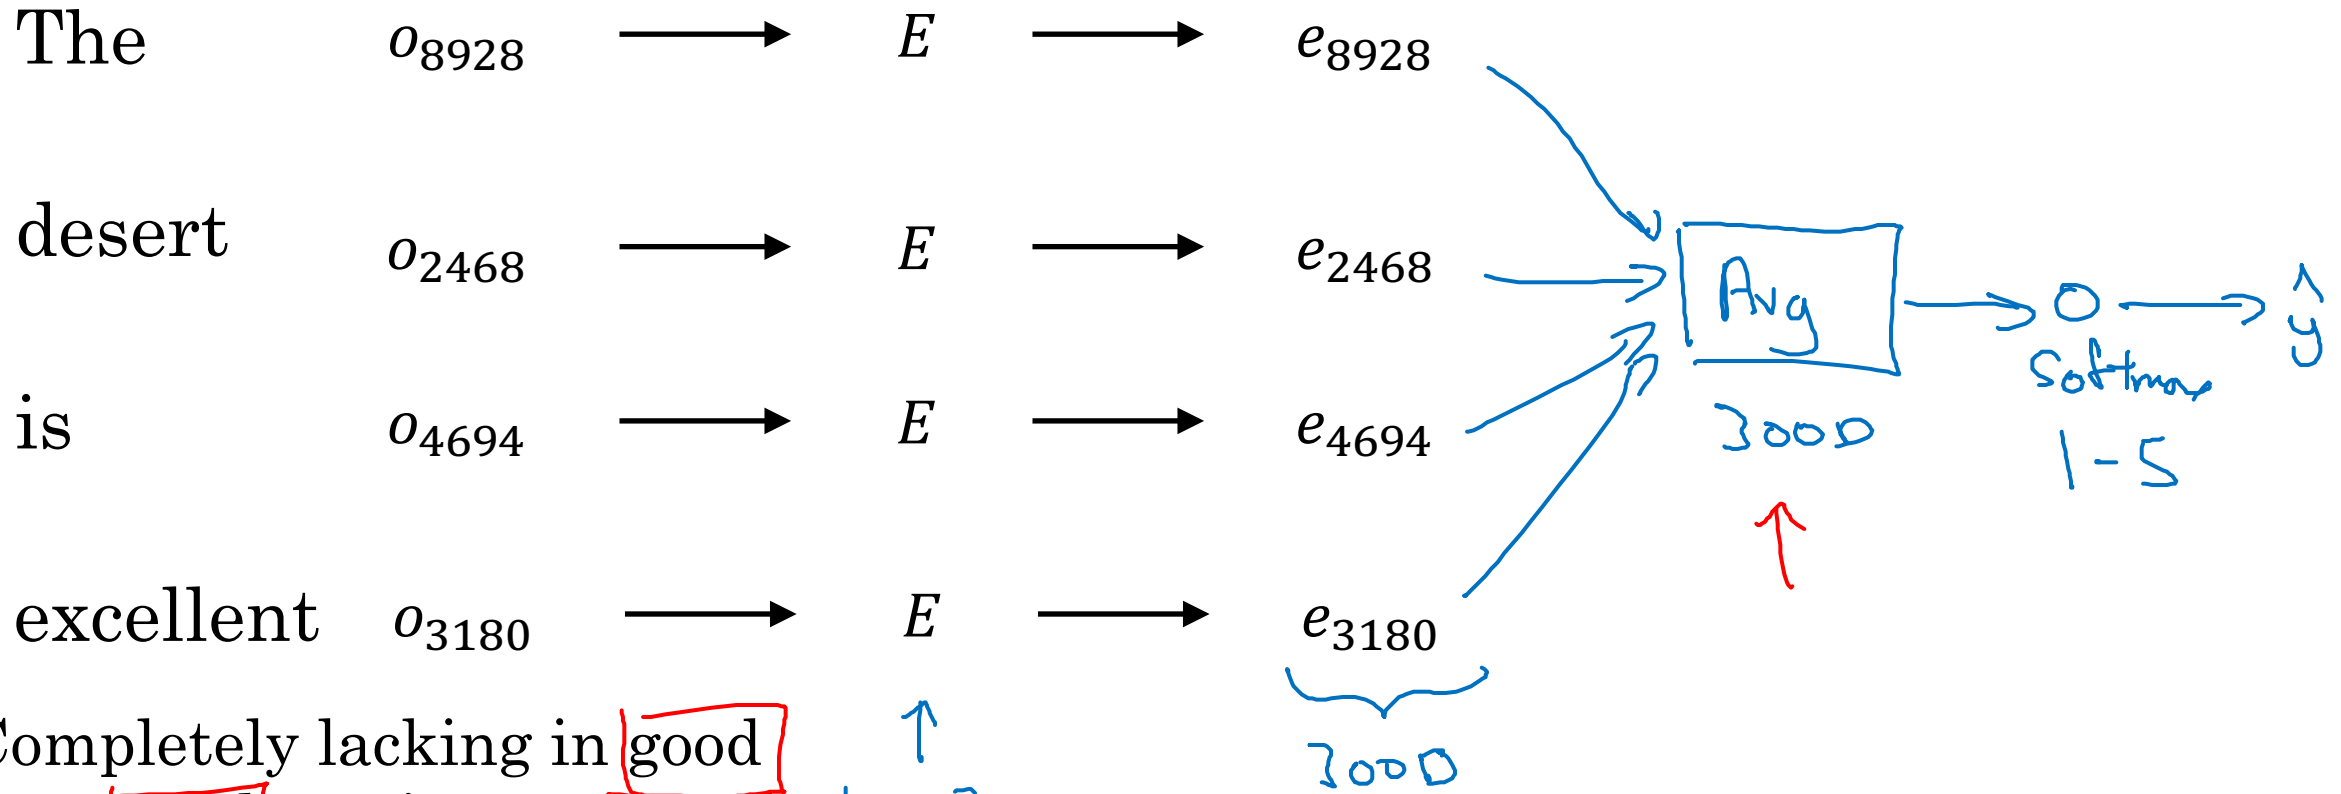 The o8928 → E → e8928
desert o2468 → E → e2468
Avg → O → ŷ
Softmax
is o4694 → E → e4694
300D
1-5
excellent o3180 → E → e3180
Completely lacking in good
300D